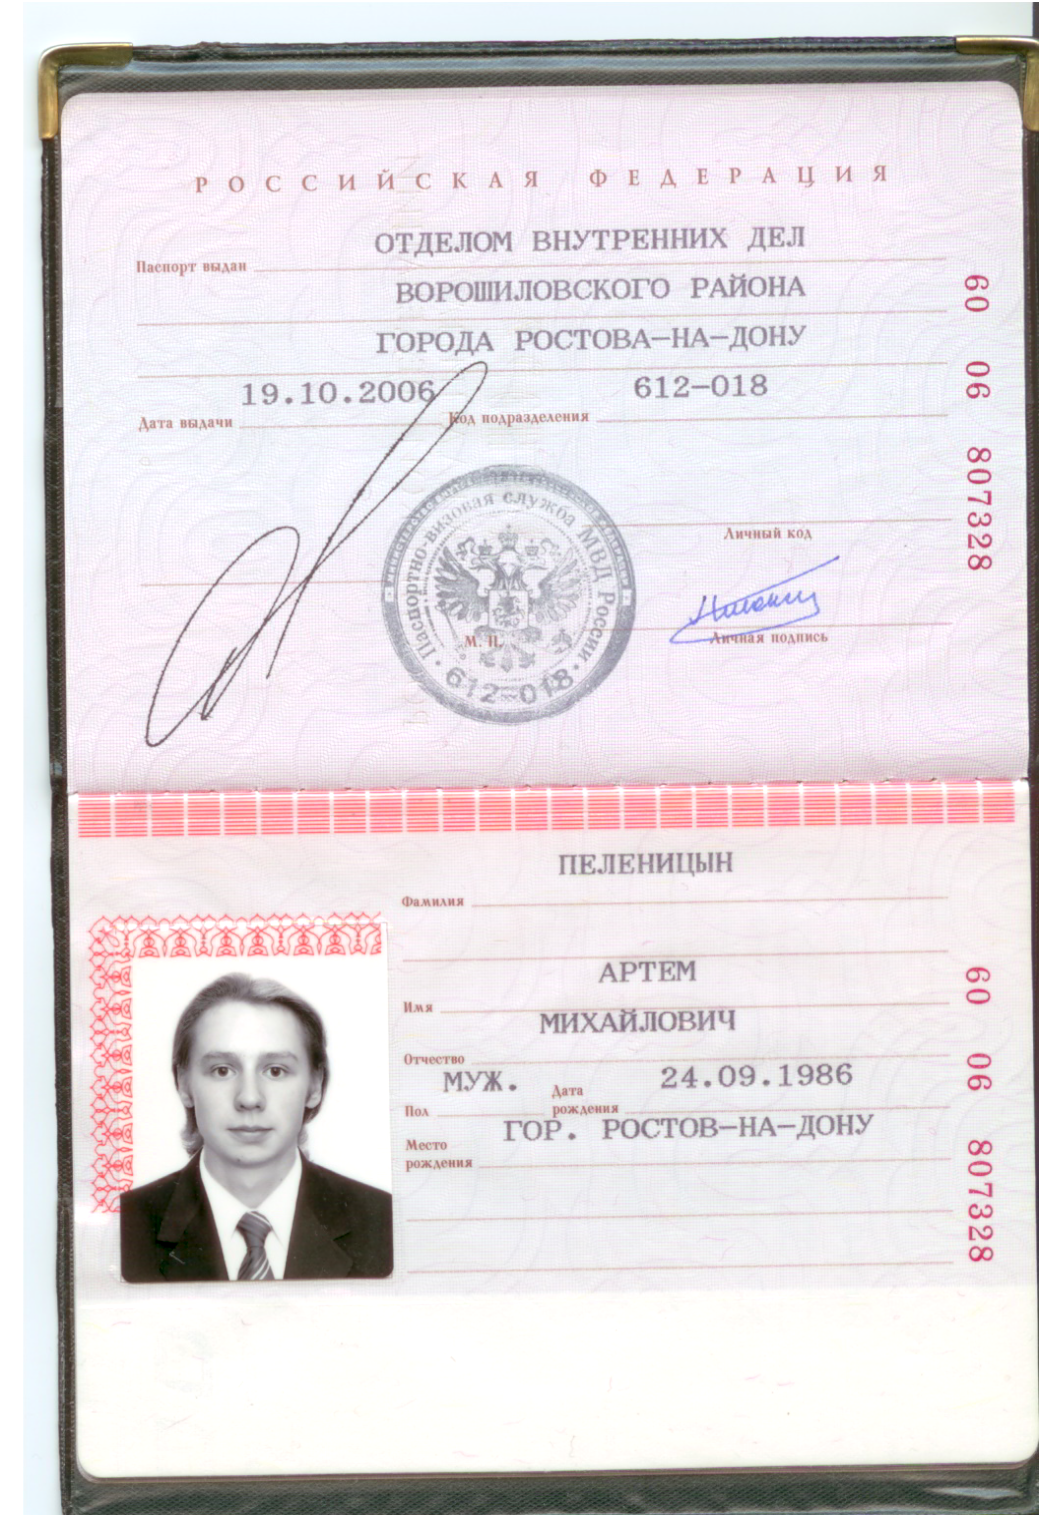 РОССИЙСКАЯ ФЕДЕРАЦИЯ
Паспорт выдан ОТДЕЛОМ ВНУТРЕННИХ ДЕЛ
ВОРОШИЛОВСКОГО РАЙОНА
ГОРОДА РОСТОВА-НА-ДОНУ
Дата выдачи 19.10.2006 Код подразделения 612-018
Личный код
Паспортно-визовая служба МВД России
612-018
М. П.
Личная подпись
60 06 807328
ПЕЛЕНИЦЫН
Фамилия
АРТЕМ
Имя
МИХАЙЛОВИЧ
Отчество
Пол МУЖ. Дата рождения 24.09.1986
Место рождения ГОР. РОСТОВ-НА-ДОНУ
60 06 807328